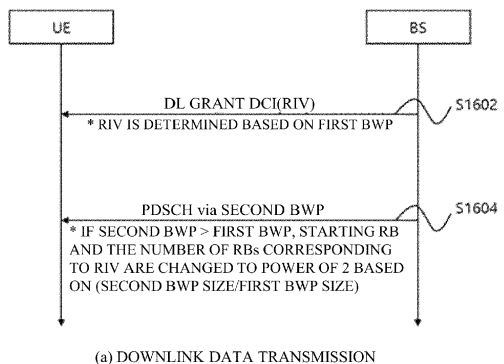 UE
BS
DL GRANT DCI(RIV)
S1602
* RIV IS DETERMINED BASED ON FIRST BWP
PDSCH via SECOND BWP
S1604
* IF SECOND BWP > FIRST BWP, STARTING RB
AND THE NUMBER OF RBs CORRESPONDING
TO RIV ARE CHANGED TO POWER OF 2 BASED
ON (SECOND BWP SIZE/FIRST BWP SIZE)
(a) DOWNLINK DATA TRANSMISSION